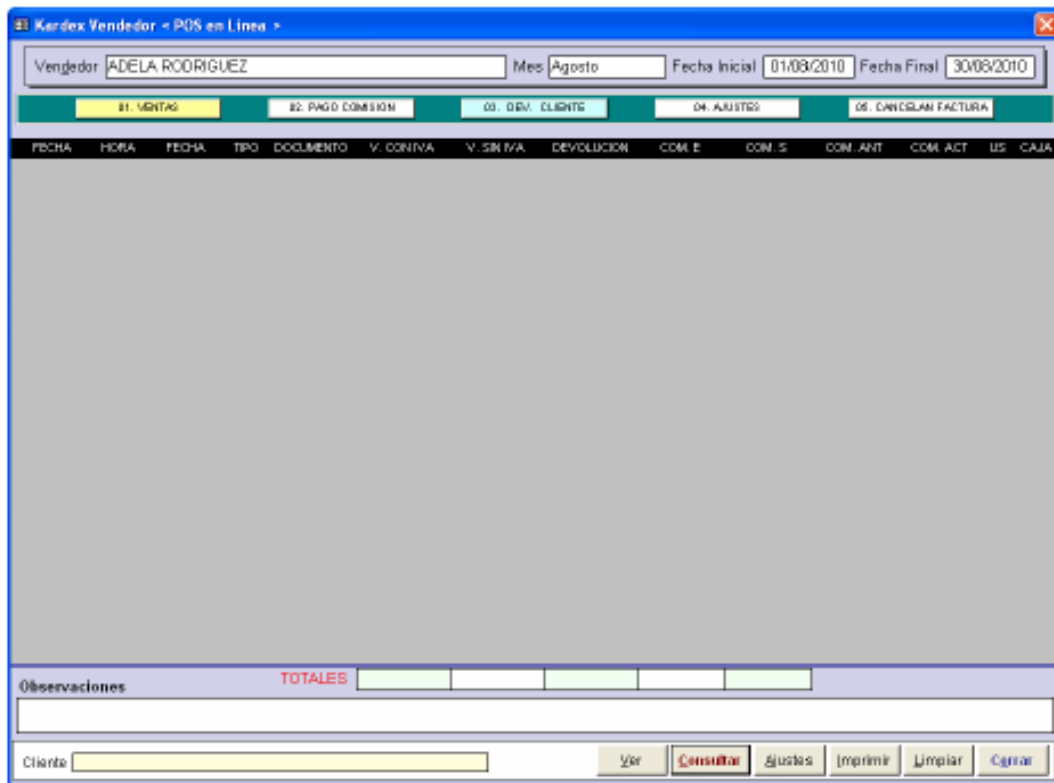 Kardex Vendedor < POS en Linea >
Vendedor ADELA RODRIGUEZ Mes Agosto Fecha Inicial 01/08/2010 Fecha Final 30/08/2010
01. VENTAS 02. PAGO COMISION 03. DEV. CLIENTE 04. AJUSTES 05. CANCELAN FACTURA
FECHA HORA FECHA TIPO DOCUMENTO V. CON IVA V. SIN IVA DEVOLUCION COM. E COM. S COM. ANT COM. ACT US CAJA
TOTALES
Observaciones
Cliente Ver Consultar Ajustes Imprimir Limpiar Cerrar